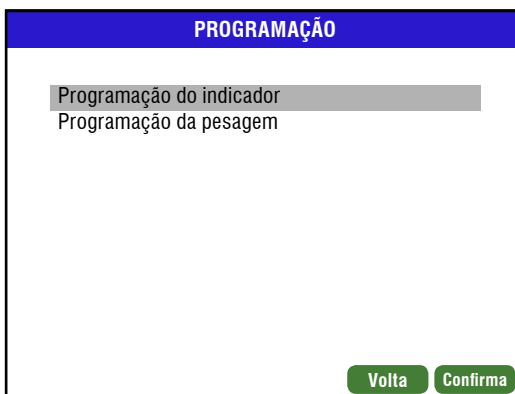 PROGRAMAÇÃO
Programação do indicador
Programação da pesagem
Volta Confirma